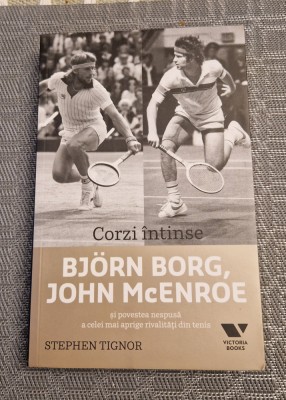 Corzi întinse
BJÖRN BORG,
JOHN McENROE
și povestea nespusă
a celei mai aprige rivalități din tenis
STEPHEN TIGNOR
VICTORIA
BOOKS